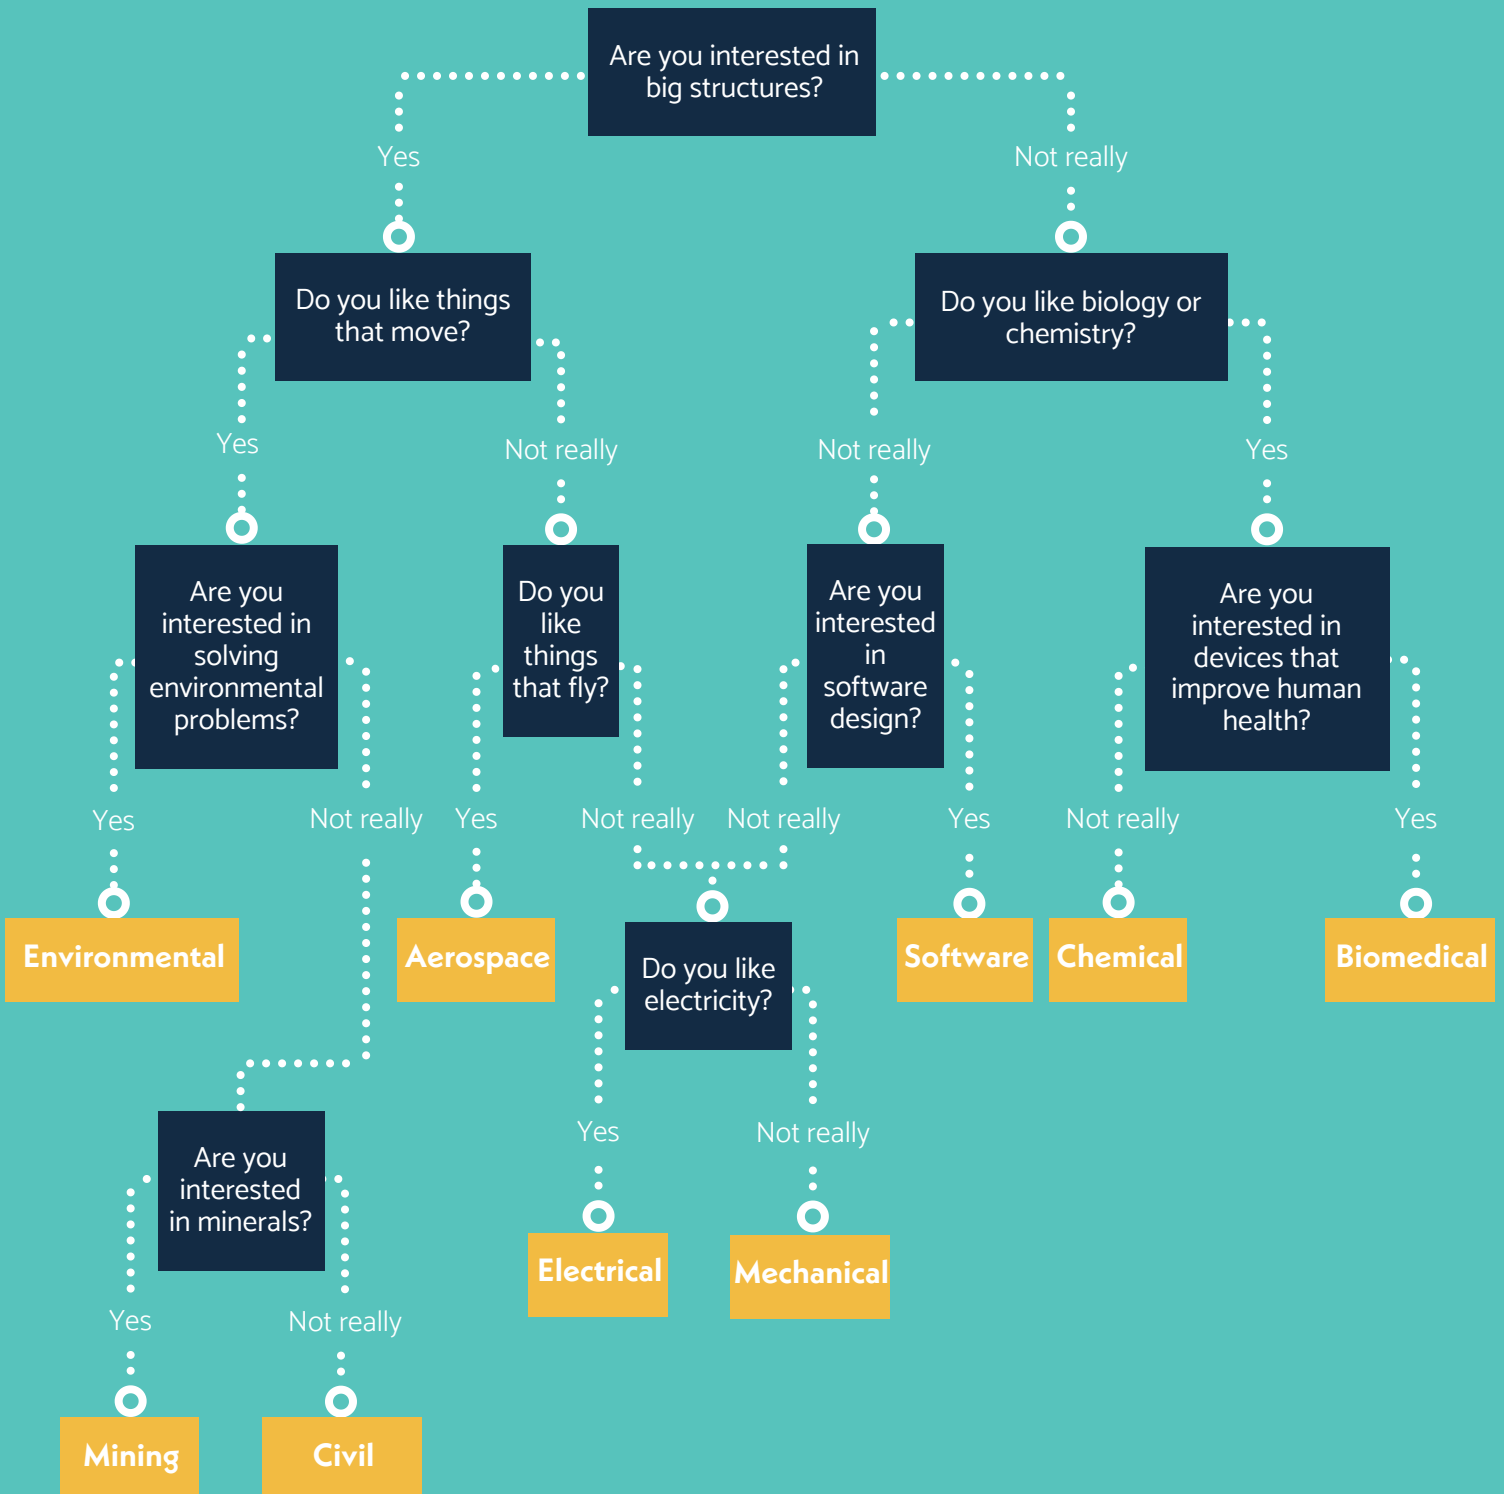 Are you interested in
big structures?
Yes
Not really
Do you like things
that move?
Do you like biology or
chemistry?
Yes
Not really
Not really
Yes
Are you
interested in
solving
environmental
problems?
Do you
like
things
that fly?
Are you
interested
in
software
design?
Are you
interested in
devices that
improve human
health?
Yes
Not really
Yes
Not really
Not really
Yes
Not really
Yes
Environmental
Aerospace
Do you like
electricity?
Software
Chemical
Biomedical
Are you
interested
in minerals?
Yes
Not really
Electrical
Mechanical
Yes
Not really
Mining
Civil